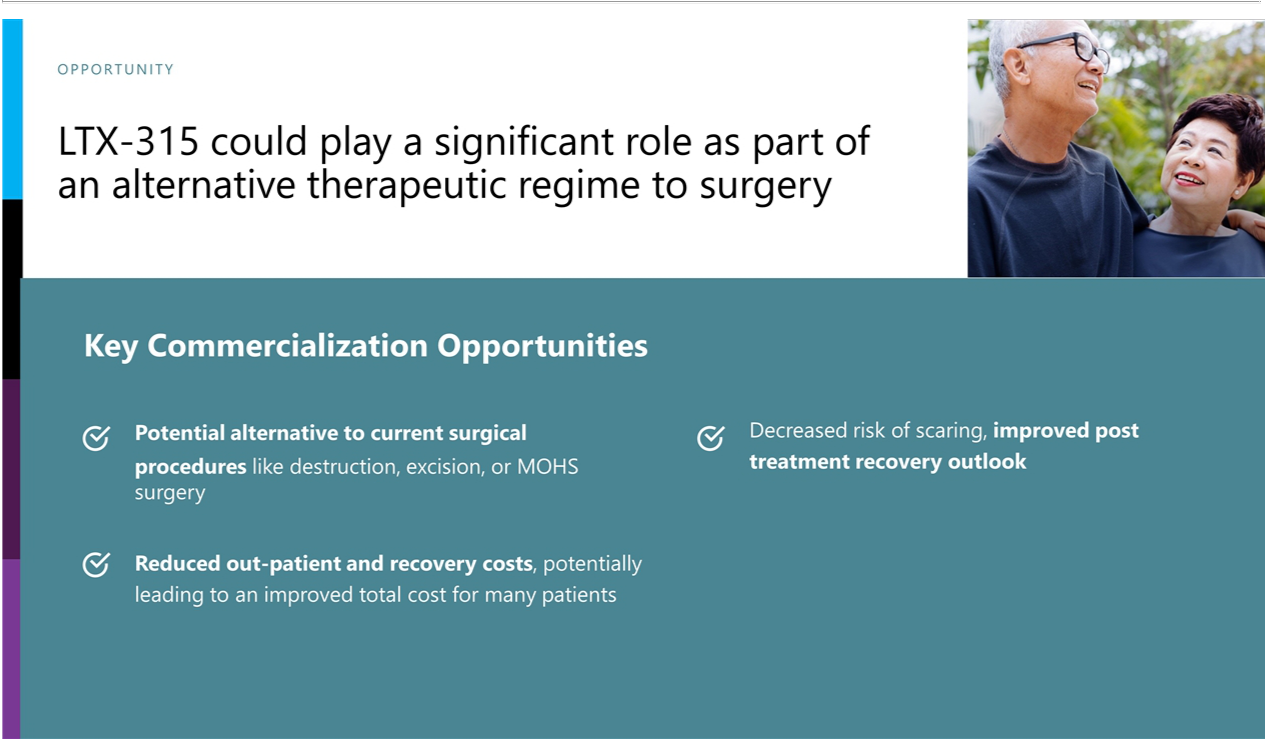 OPPORTUNITY
LTX-315 could play a significant role as part of
an alternative therapeutic regime to surgery
Key Commercialization Opportunities
Potential alternative to current surgical
procedures like destruction, excision, or MOHS
surgery
Reduced out-patient and recovery costs, potentially
leading to an improved total cost for many patients
Decreased risk of scaring, improved post
treatment recovery outlook